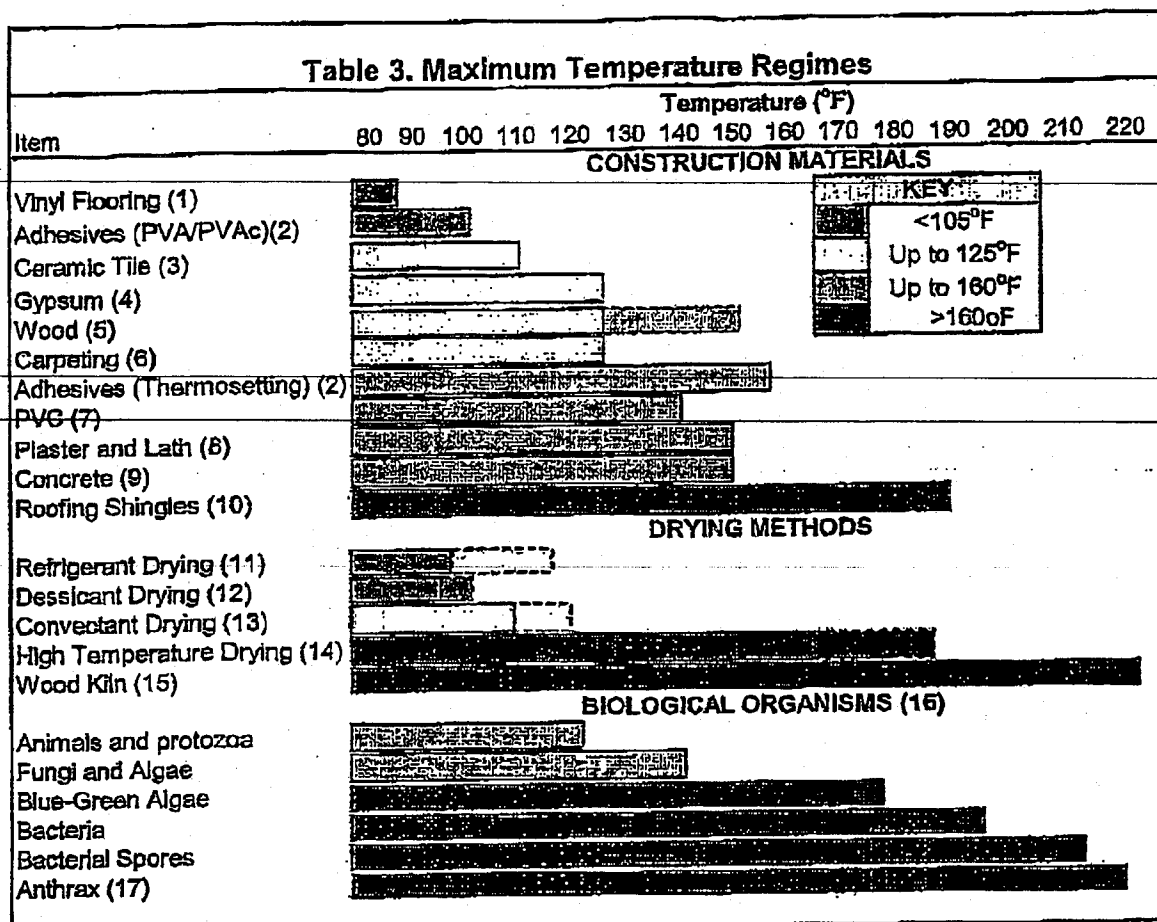 Table 3. Maximum Temperature Regimes
Temperature (°F)
Item 80 90 100 110 120 130 140 150 160 170 180 190 200 210 220
CONSTRUCTION MATERIALS
KEY
<105°F
Up to 125°F
Up to 160°F
>160oF
Vinyl Flooring (1)
Adhesives (PVA/PVAc)(2)
Ceramic Tile (3)
Gypsum (4)
Wood (5)
Carpeting (6)
Adhesives (Thermosetting) (2)
PVC (7)
Plaster and Lath (8)
Concrete (9)
Roofing Shingles (10)
DRYING METHODS
Refrigerant Drying (11)
Dessicant Drying (12)
Convectant Drying (13)
High Temperature Drying (14)
Wood Kiln (15)
BIOLOGICAL ORGANISMS (16)
Animals and protozoa
Fungi and Algae
Blue-Green Algae
Bacteria
Bacterial Spores
Anthrax (17)